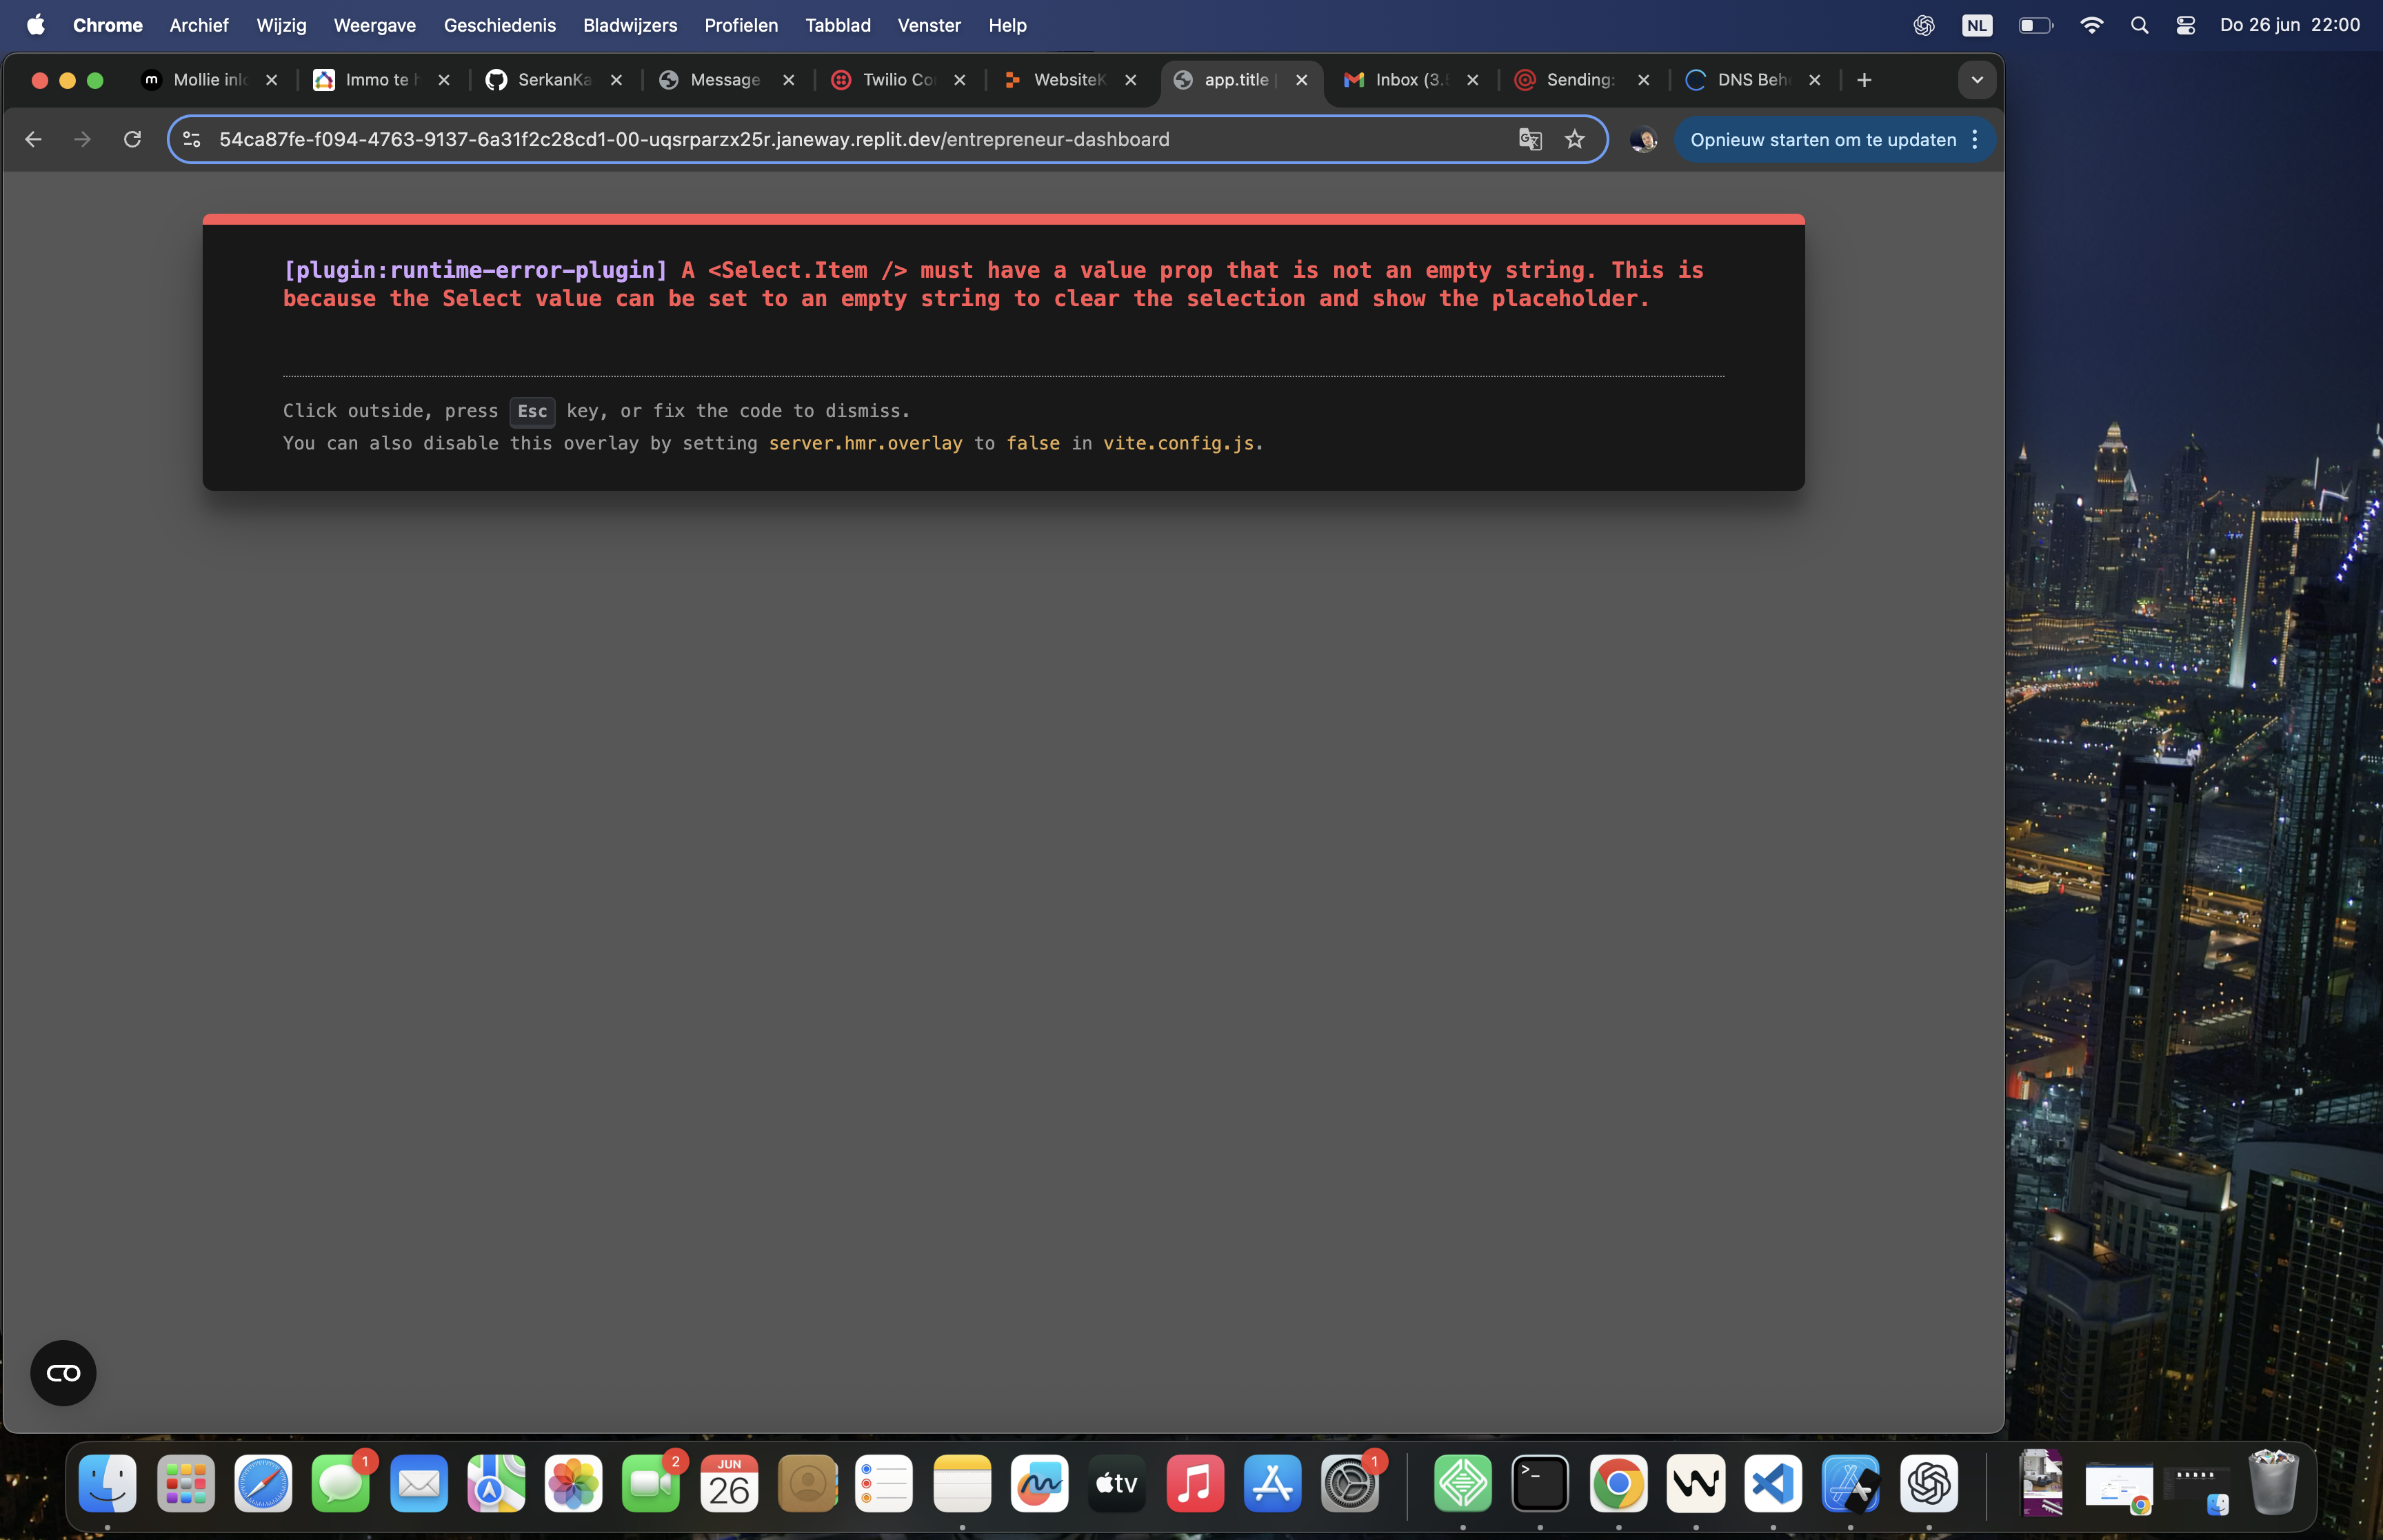 Chrome Archief Wijzig Weergave Geschiedenis Bladwijzers Profielen Tabblad Venster Help NL Do 26 jun 22:00
m Mollie ink Immo te h SerkanKa Message Twilio Co WebsiteK app.title | Inbox (3.5 Sending: DNS Behe
54ca87fe-f094-4763-9137-6a31f2c28cd1-00-uqsrparzx25r.janeway.replit.dev/entrepreneur-dashboard Opnieuw starten om te updaten
[plugin:runtime-error-plugin] A <Select.Item /> must have a value prop that is not an empty string. This is
because the Select value can be set to an empty string to clear the selection and show the placeholder.
Click outside, press Esc key, or fix the code to dismiss.
You can also disable this overlay by setting server.hmr.overlay to false in vite.config.js.
1 2 JUN 1
26 tv >_